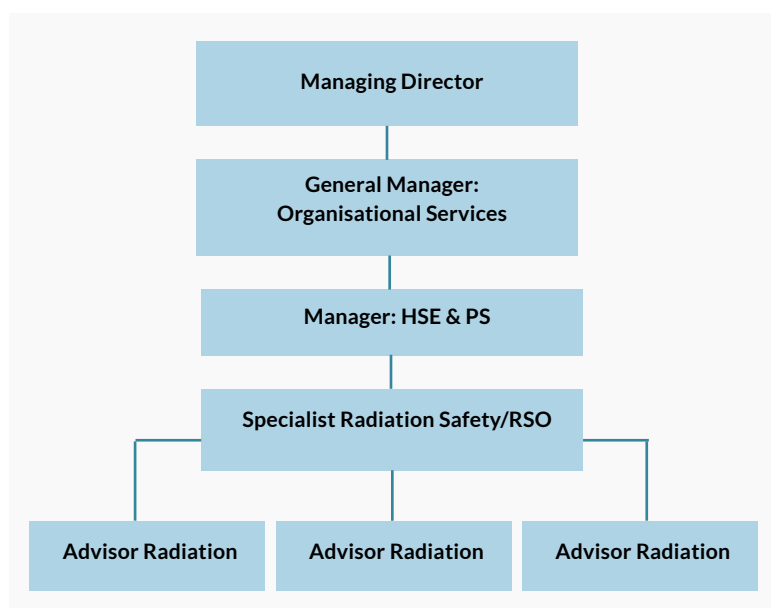 Managing Director
General Manager:
Organisational Services
Manager: HSE & PS
Specialist Radiation Safety/RSO
Advisor Radiation
Advisor Radiation
Advisor Radiation